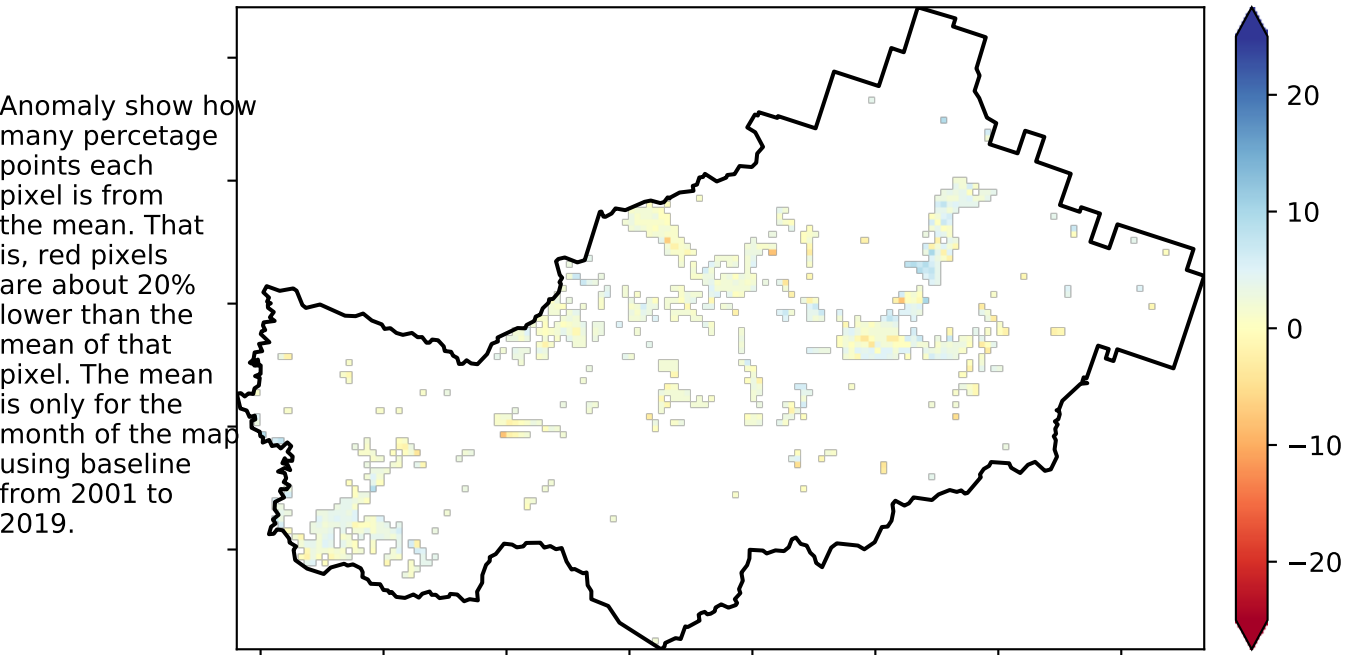 Anomaly show how
many percetage
points each
pixel is from
the mean. That
is, red pixels
are about 20%
lower than the
mean of that
pixel. The mean
is only for the
month of the map
using baseline
from 2001 to
2019.
20
10
0
−10
−20